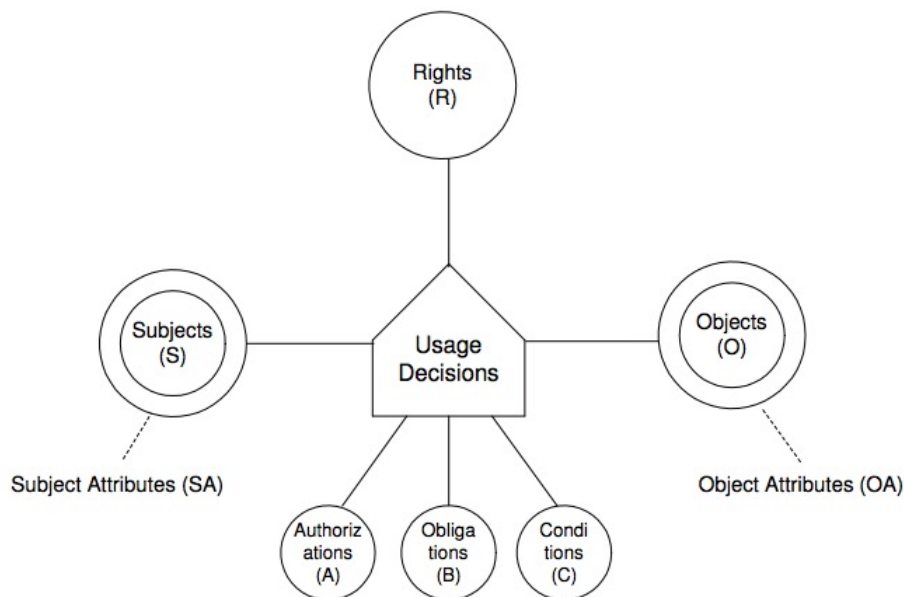 Rights
(R)
Subjects
(S)
Usage
Decisions
Objects
(O)
Subject Attributes (SA)
Object Attributes (OA)
Authoriz
ations
(A)
Obliga
tions
(B)
Condi
tions
(C)